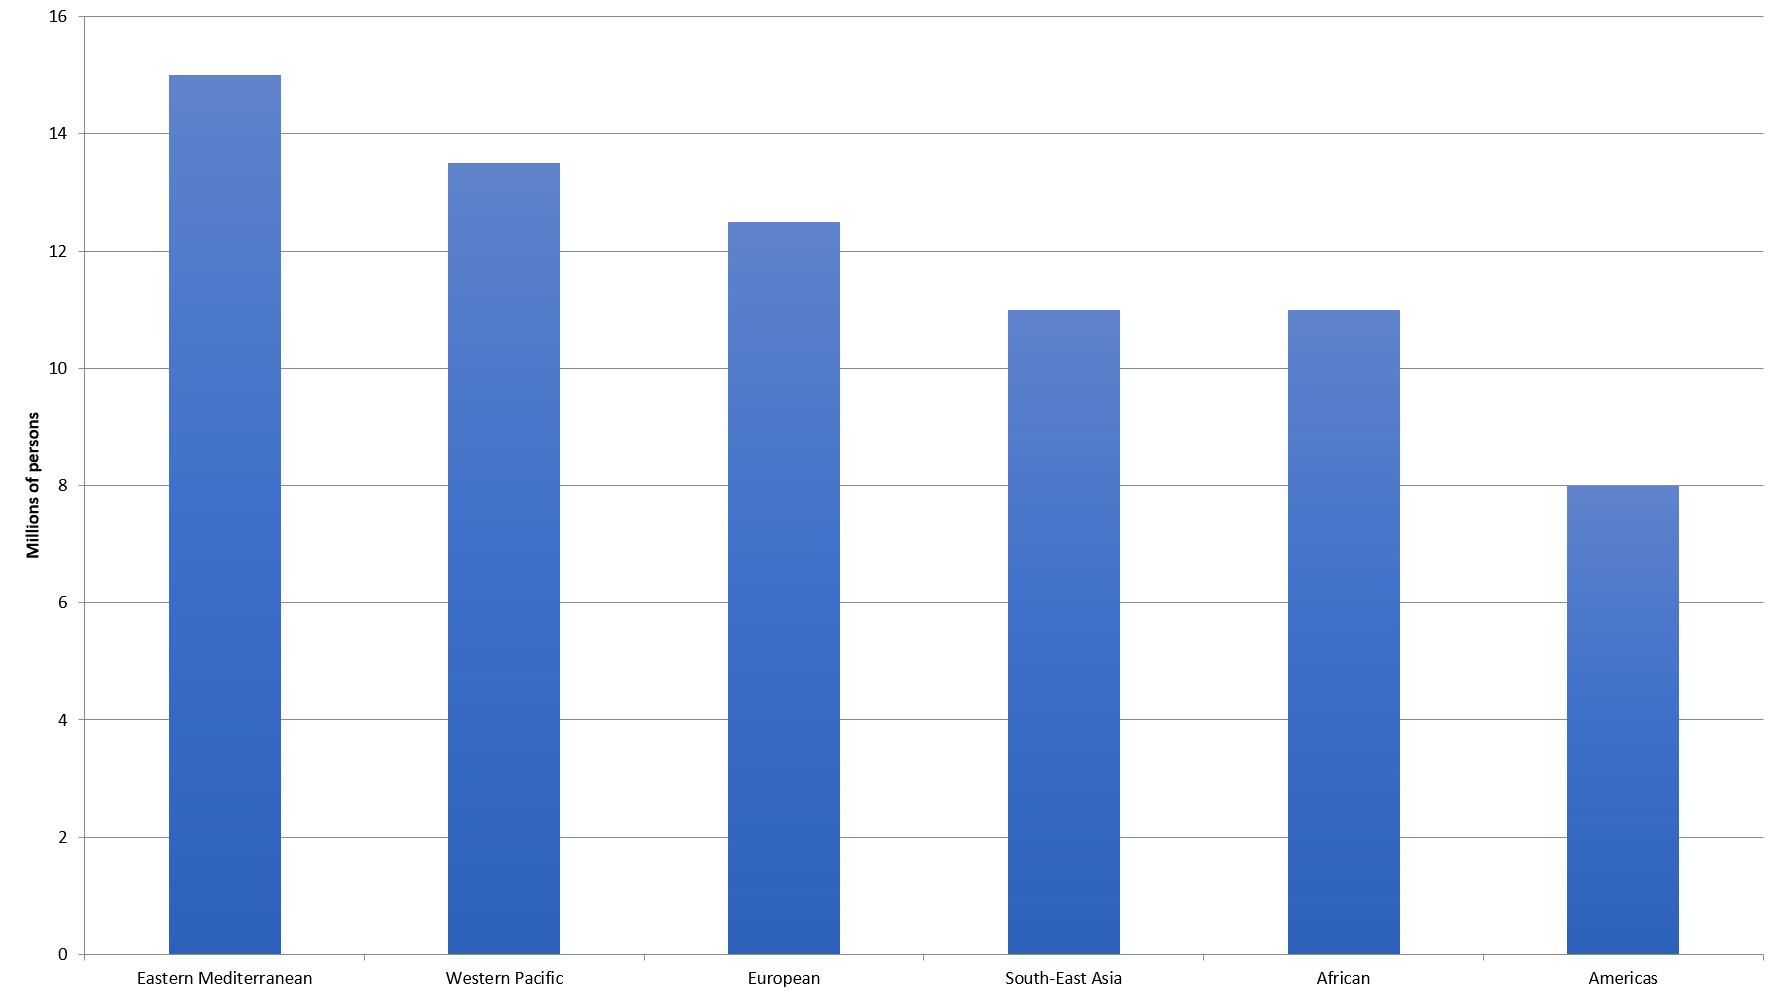 16
14
12
10
8
6
4
2
0
Millions of persons
Eastern Mediterranean
Western Pacific
European
South-East Asia
African
Americas